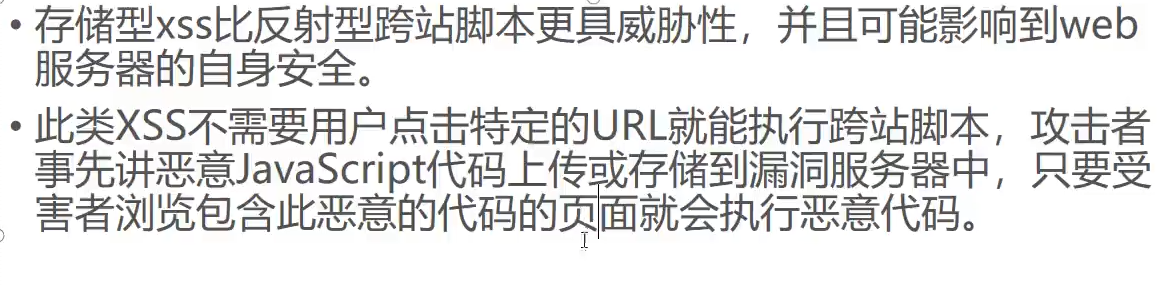 • 存储型xss比反射型跨站脚本更具威胁性，并且可能影响到web
服务器的自身安全。
• 此类XSS不需要用户点击特定的URL就能执行跨站脚本，攻击者
事先讲恶意JavaScript代码上传或存储到漏洞服务器中，只要受
害者浏览包含此恶意的代码的页面就会执行恶意代码。